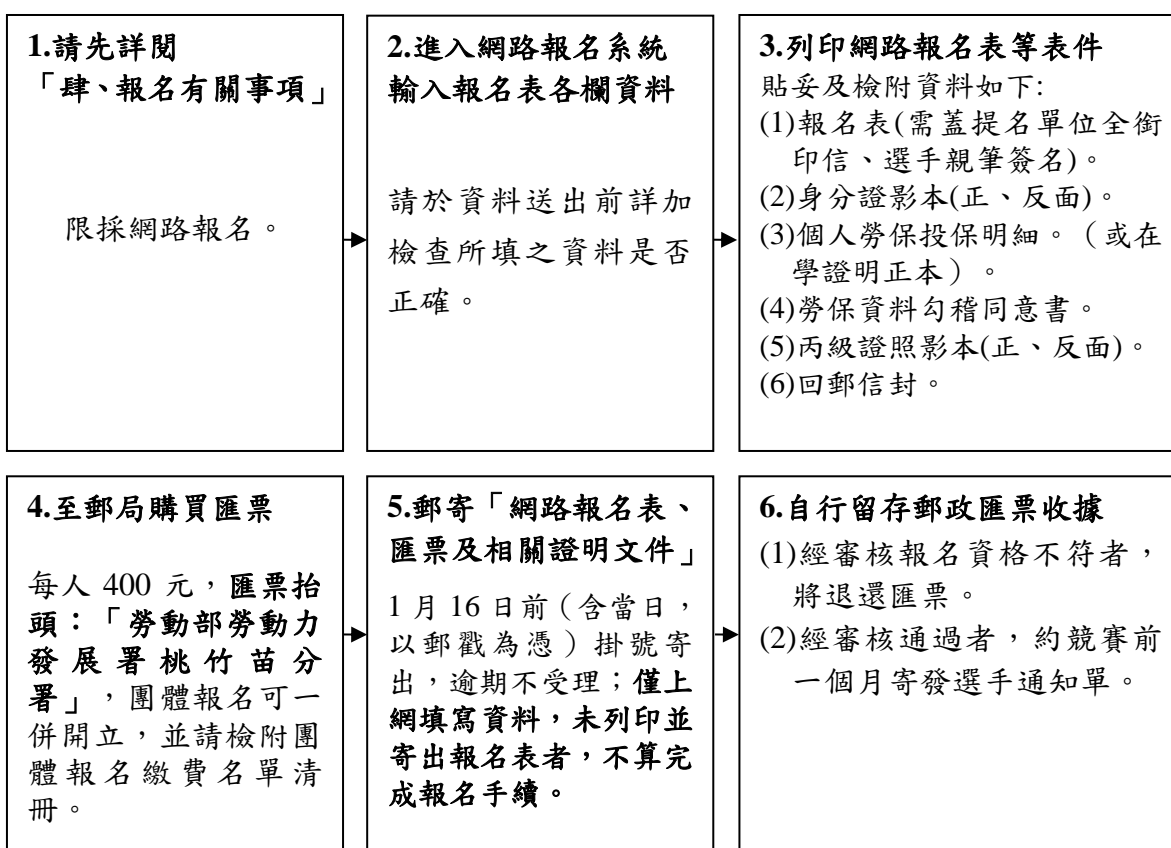 1.請先詳閱
「肆、報名有關事項」
限採網路報名。
2.進入網路報名系統
輸入報名表各欄資料
請於資料送出前詳加
檢查所填之資料是否
正確。
3.列印網路報名表等表件
貼妥及檢附資料如下:
(1)報名表(需蓋提名單位全銜
印信、選手親筆簽名)。
(2)身分證影本(正、反面)。
(3)個人勞保投保明細。（或在
學證明正本）。
(4)勞保資料勾稽同意書。
(5)丙級證照影本(正、反面)。
(6)回郵信封。
4.至郵局購買匯票
每人 400 元，匯票抬
頭：「勞動部勞動力
發展署桃竹苗分
署」，團體報名可一
併開立，並請檢附團
體報名繳費名單清
冊。
5.郵寄「網路報名表、
匯票及相關證明文件」
1 月 16 日前（含當日，
以郵戳為憑）掛號寄
出，逾期不受理；僅上
網填寫資料，未列印並
寄出報名表者，不算完
成報名手續。
6.自行留存郵政匯票收據
(1)經審核報名資格不符者，
將退還匯票。
(2)經審核通過者，約競賽前
一個月寄發選手通知單。